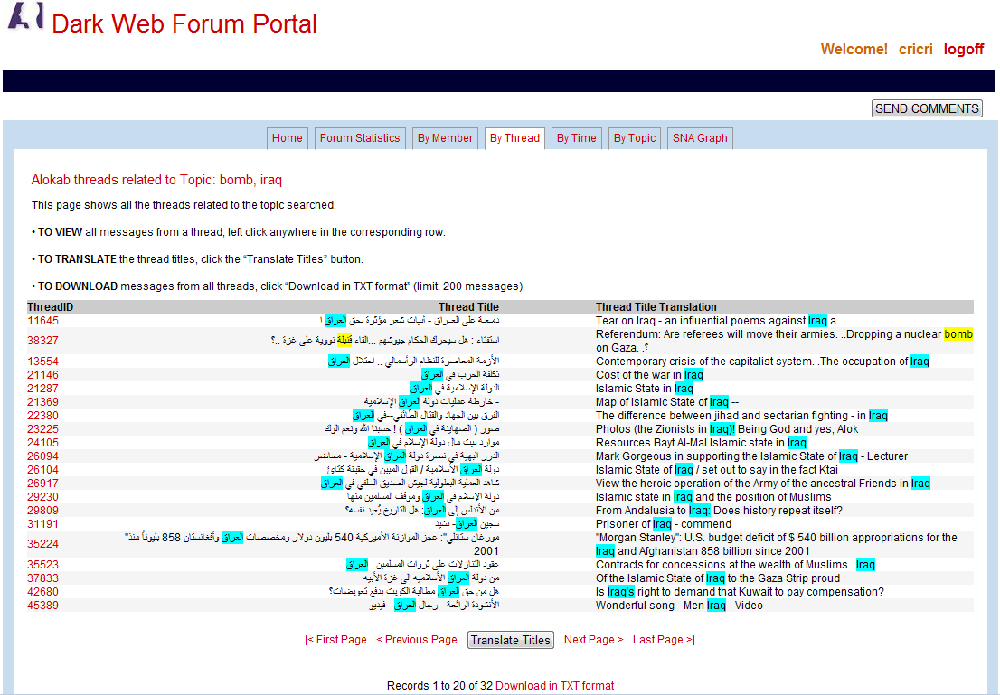 AI Dark Web Forum Portal
Welcome! cricri logoff
SEND COMMENTS
Home Forum Statistics By Member By Thread By Time By Topic SNA Graph
Alokab threads related to Topic: bomb, iraq
This page shows all the threads related to the topic searched.
• TO VIEW all messages from a thread, left click anywhere in the corresponding row.
• TO TRANSLATE the thread titles, click the “Translate Titles” button.
• TO DOWNLOAD messages from all threads, click “Download in TXT format” (limit: 200 messages).
ThreadID Thread Title Thread Title Translation
11645 دمـعـة على العـراق - أبيات شعر مؤثرة بحق العراق ا Tear on Iraq - an influential poems against Iraq a
38327 استفتاء : هل سيحرك الحكام جيوشهم ...القاء قنبلة نووية على غزة ..؟ Referendum: Are referees will move their armies. ..Dropping a nuclear bomb
on Gaza. .؟
13554 الأزمة المعاصرة للنظام الرأسمالي .. احتلال العراق Contemporary crisis of the capitalist system. .The occupation of Iraq
21146 تكلفة الحرب في العراق Cost of the war in Iraq
21287 الدولة الإسلامية في العراق Islamic State in Iraq
21369 - خارطة عمليات دولة العراق الإسلامية Map of Islamic State of Iraq --
22380 الفرق بين الجهاد والقتال الطَّائفي--في العراق The difference between jihad and sectarian fighting - in Iraq
23225 صور ( الصهاينة في العراق ) ! حسبنا الله ونعم الوك Photos (the Zionists in Iraq)! Being God and yes, Alok
24105 موارد بيت مال دولة الإسلام في العراق Resources Bayt Al-Mal Islamic state in Iraq
26094 الدرر البهية في نصرة دولة العراق الإسلامية - محاضر Mark Gorgeous in supporting the Islamic State of Iraq - Lecturer
26104 دولة العراق الأسلامية / القول المبين في حقيقة كتائ Islamic State of Iraq / set out to say in the fact Ktai
26917 شاهد العملية البطولية لجيش الصديق السلفي في العراق View the heroic operation of the Army of the ancestral Friends in Iraq
29230 دولة الإسلام في العراق وموقف المسلمين منها Islamic state in Iraq and the position of Muslims
29809 من الأندلس إلى العراق: هل التاريخ يُعيد نفسه؟ From Andalusia to Iraq: Does history repeat itself?
31191 سجين العراق- نشيد Prisoner of Iraq - commend
35224 مورغان ستانلي": عجز الموازنة الأميركية 540 بليون دولار ومخصصات العراق وأفغانستان 858 بليوناً منذ" "Morgan Stanley": U.S. budget deficit of $ 540 billion appropriations for the
2001 Iraq and Afghanistan 858 billion since 2001
35523 عقود التنازلات على ثروات المسلمين.. العراق Contracts for concessions at the wealth of Muslims. .Iraq
37833 من دولة العراق الأسلاميه الى غزة الأبيه Of the Islamic State of Iraq to the Gaza Strip proud
42680 هل من حق العراق مطالبة الكويت بدفع تعويضات؟ Is Iraq's right to demand that Kuwait to pay compensation?
45389 الأنشودة الرائعة - رجال العراق - فيديو Wonderful song - Men Iraq - Video
|< First Page < Previous Page Translate Titles Next Page > Last Page >|
Records 1 to 20 of 32 Download in TXT format